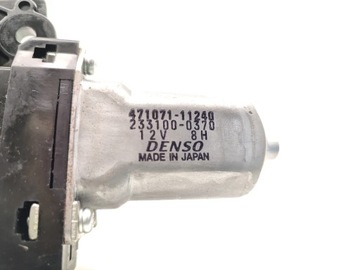 471071-11240
233100-0370
12V 8H
DENSO
MADE IN JAPAN